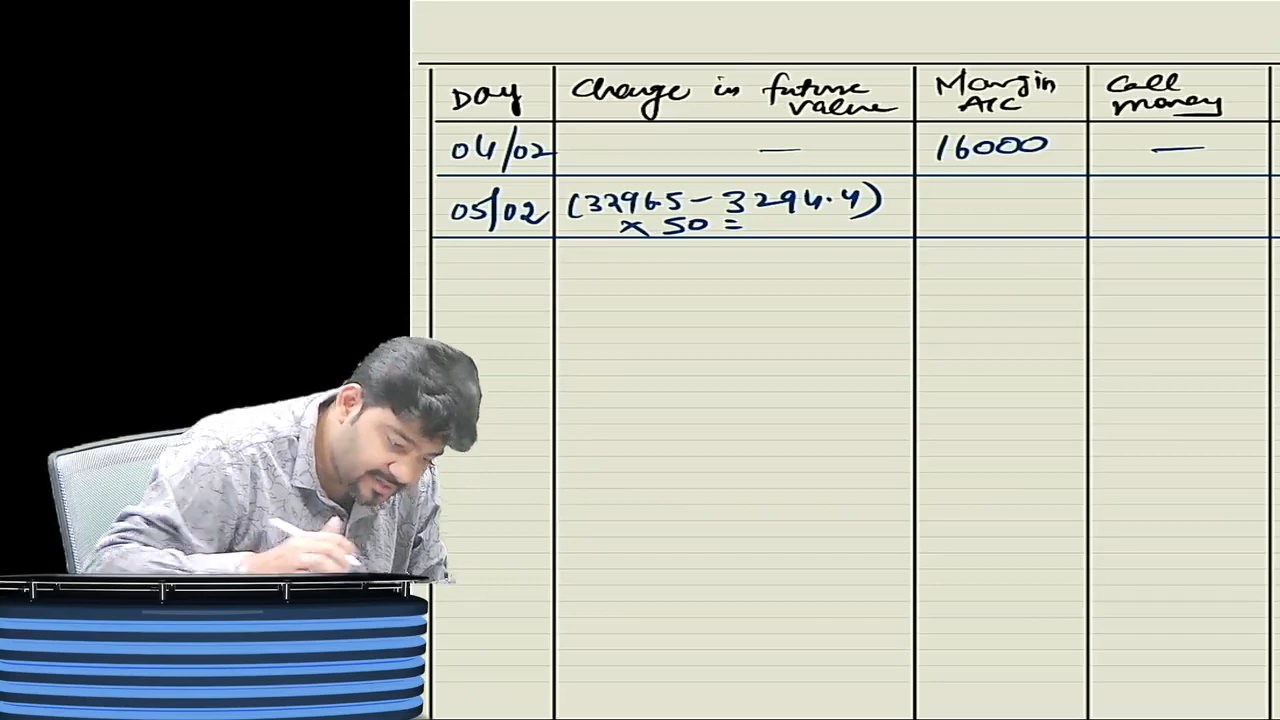 Day Change in future value Margin A/C Call money
04/02 — 16000 —
05/02 (32965 - 3294.4)
x 50 =